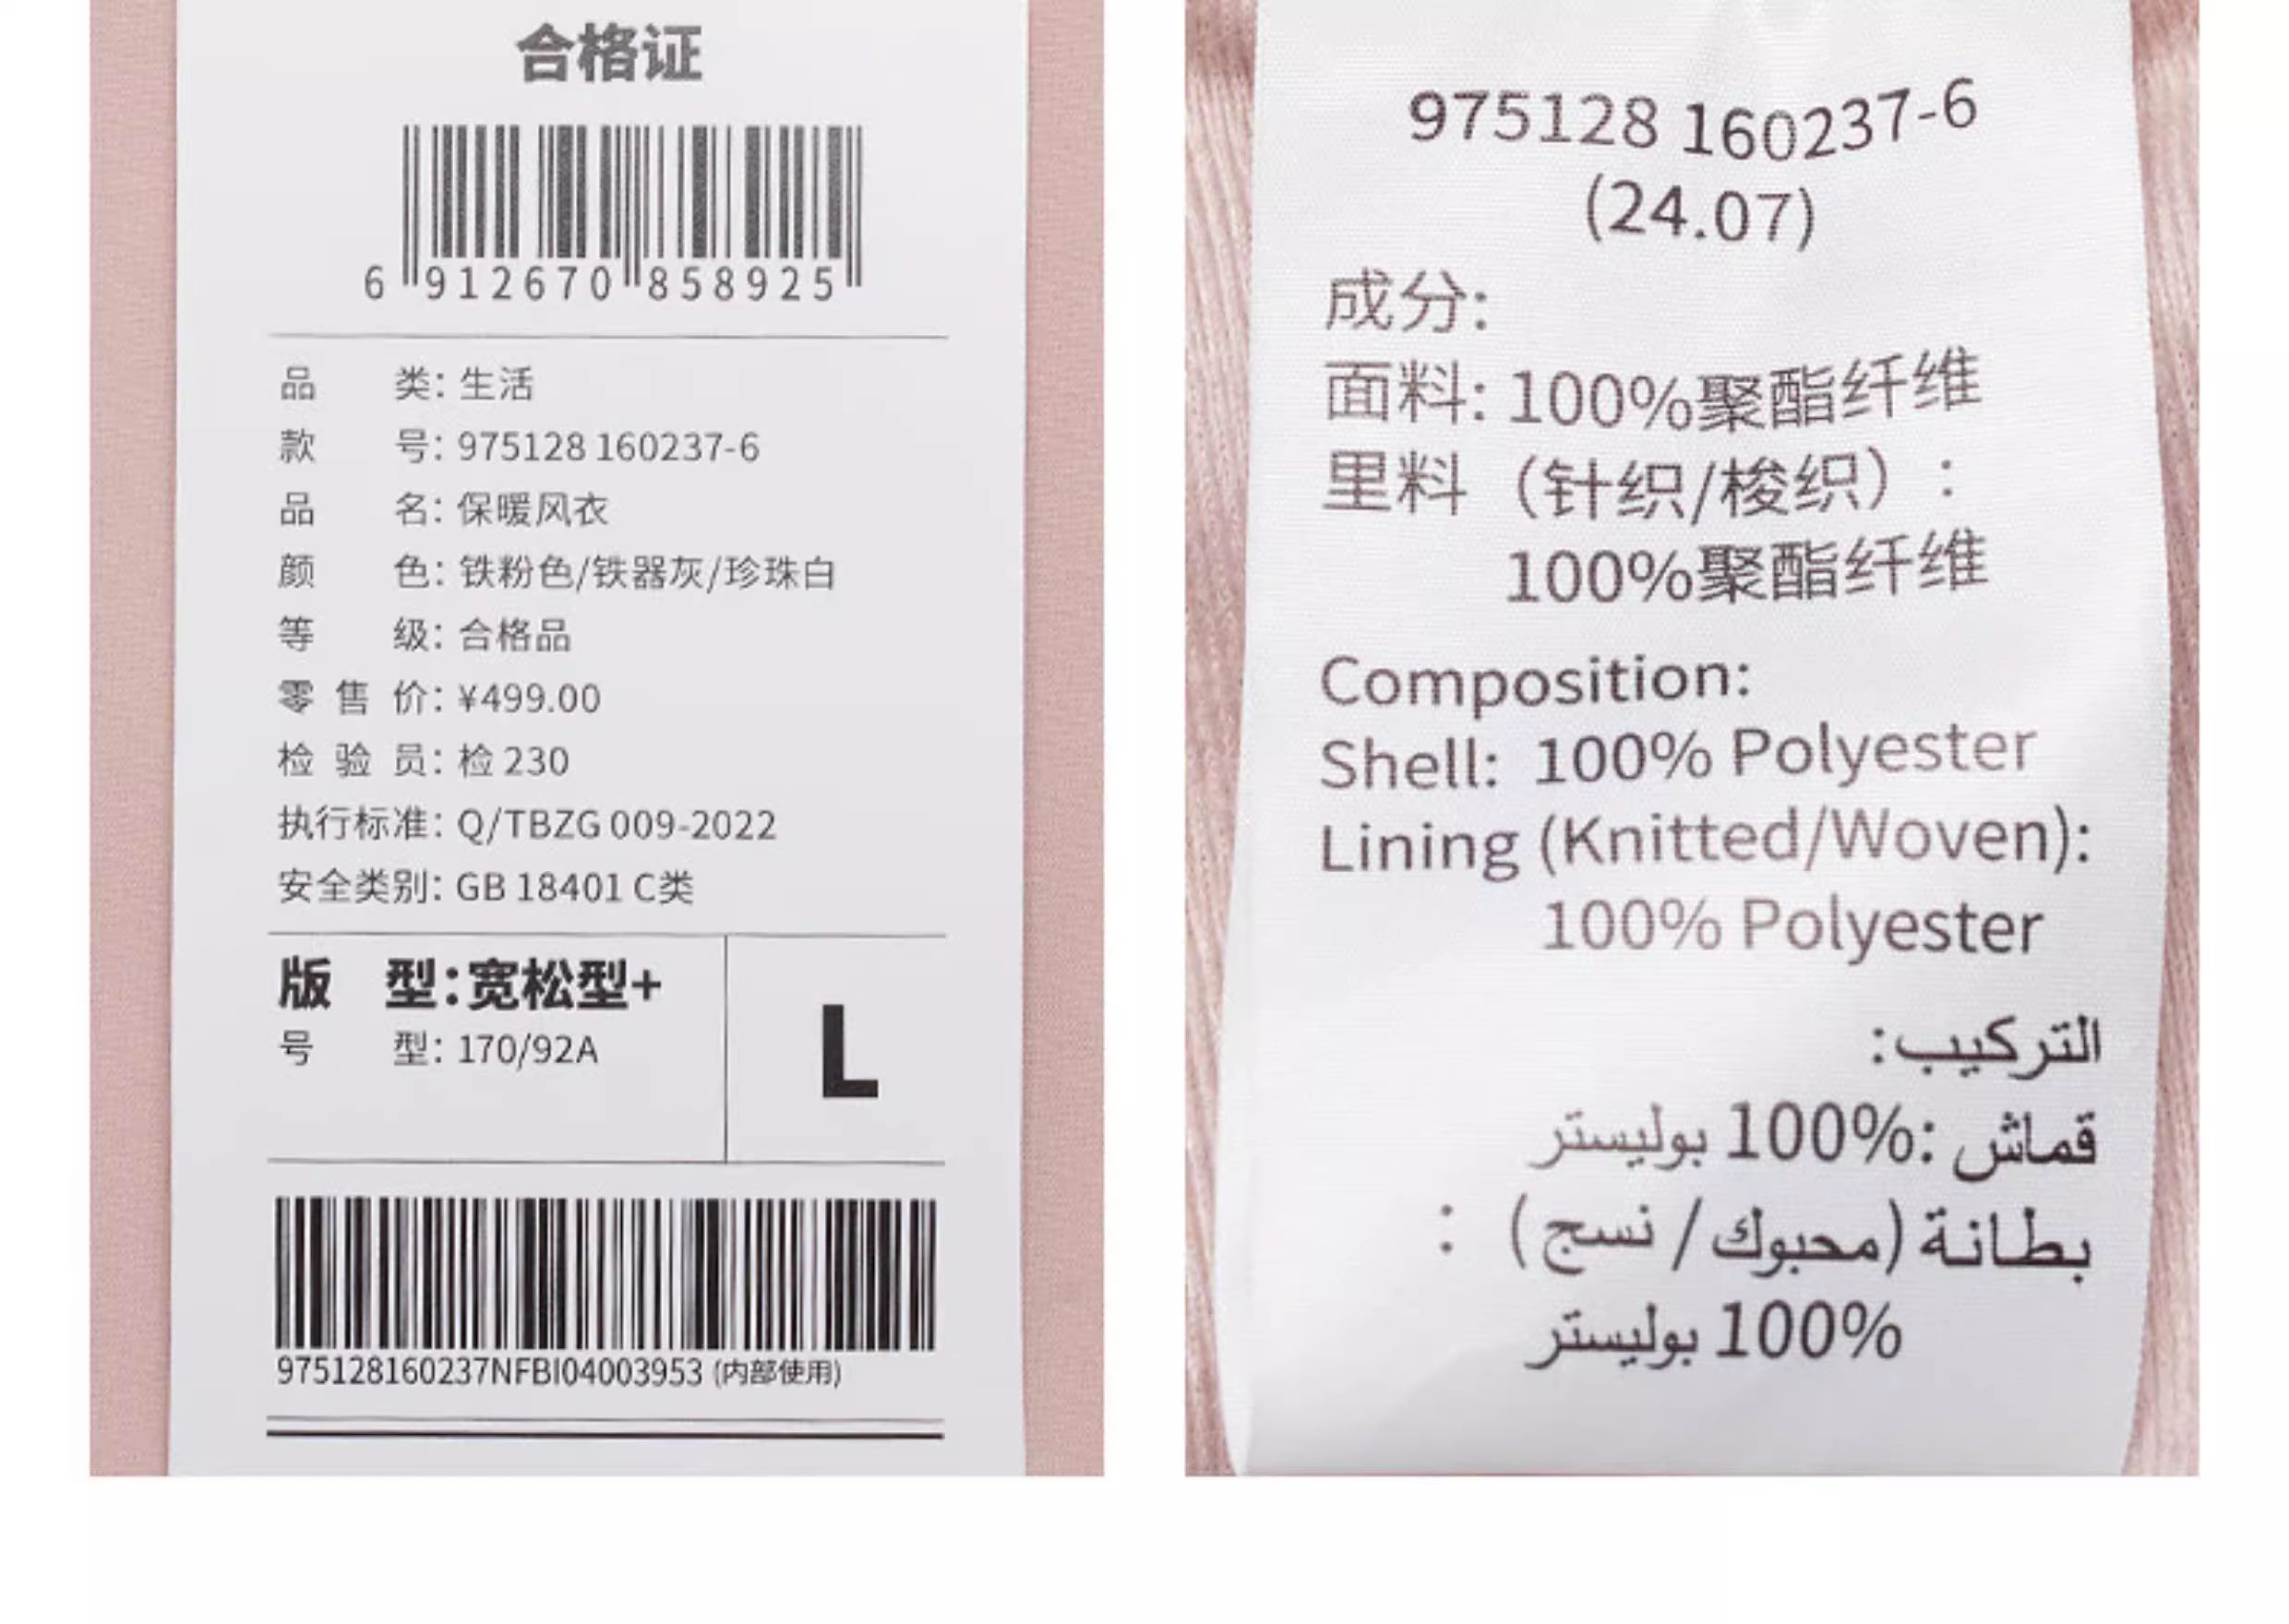 合格证
6 912670 858925
品 类: 生活
款 号: 975128 160237-6
品 名: 保暖风衣
颜 色: 铁粉色/铁器灰/珍珠白
等 级: 合格品
零 售 价: ¥499.00
检 验 员: 检 230
执行标准: Q/TBZG 009-2022
安全类别: GB 18401 C类
版 型: 宽松型+
号 型: 170/92A
L
975128160237NFBI04003953 (内部使用)
975128 160237-6
(24.07)
成分:
面料: 100%聚酯纤维
里料（针织/梭织）:
100%聚酯纤维
Composition:
Shell: 100% Polyester
Lining (Knitted/Woven):
100% Polyester
التركيب:
قماش :%100 بوليستر
بطانة (محبوك / نسج) :
%100 بوليستر